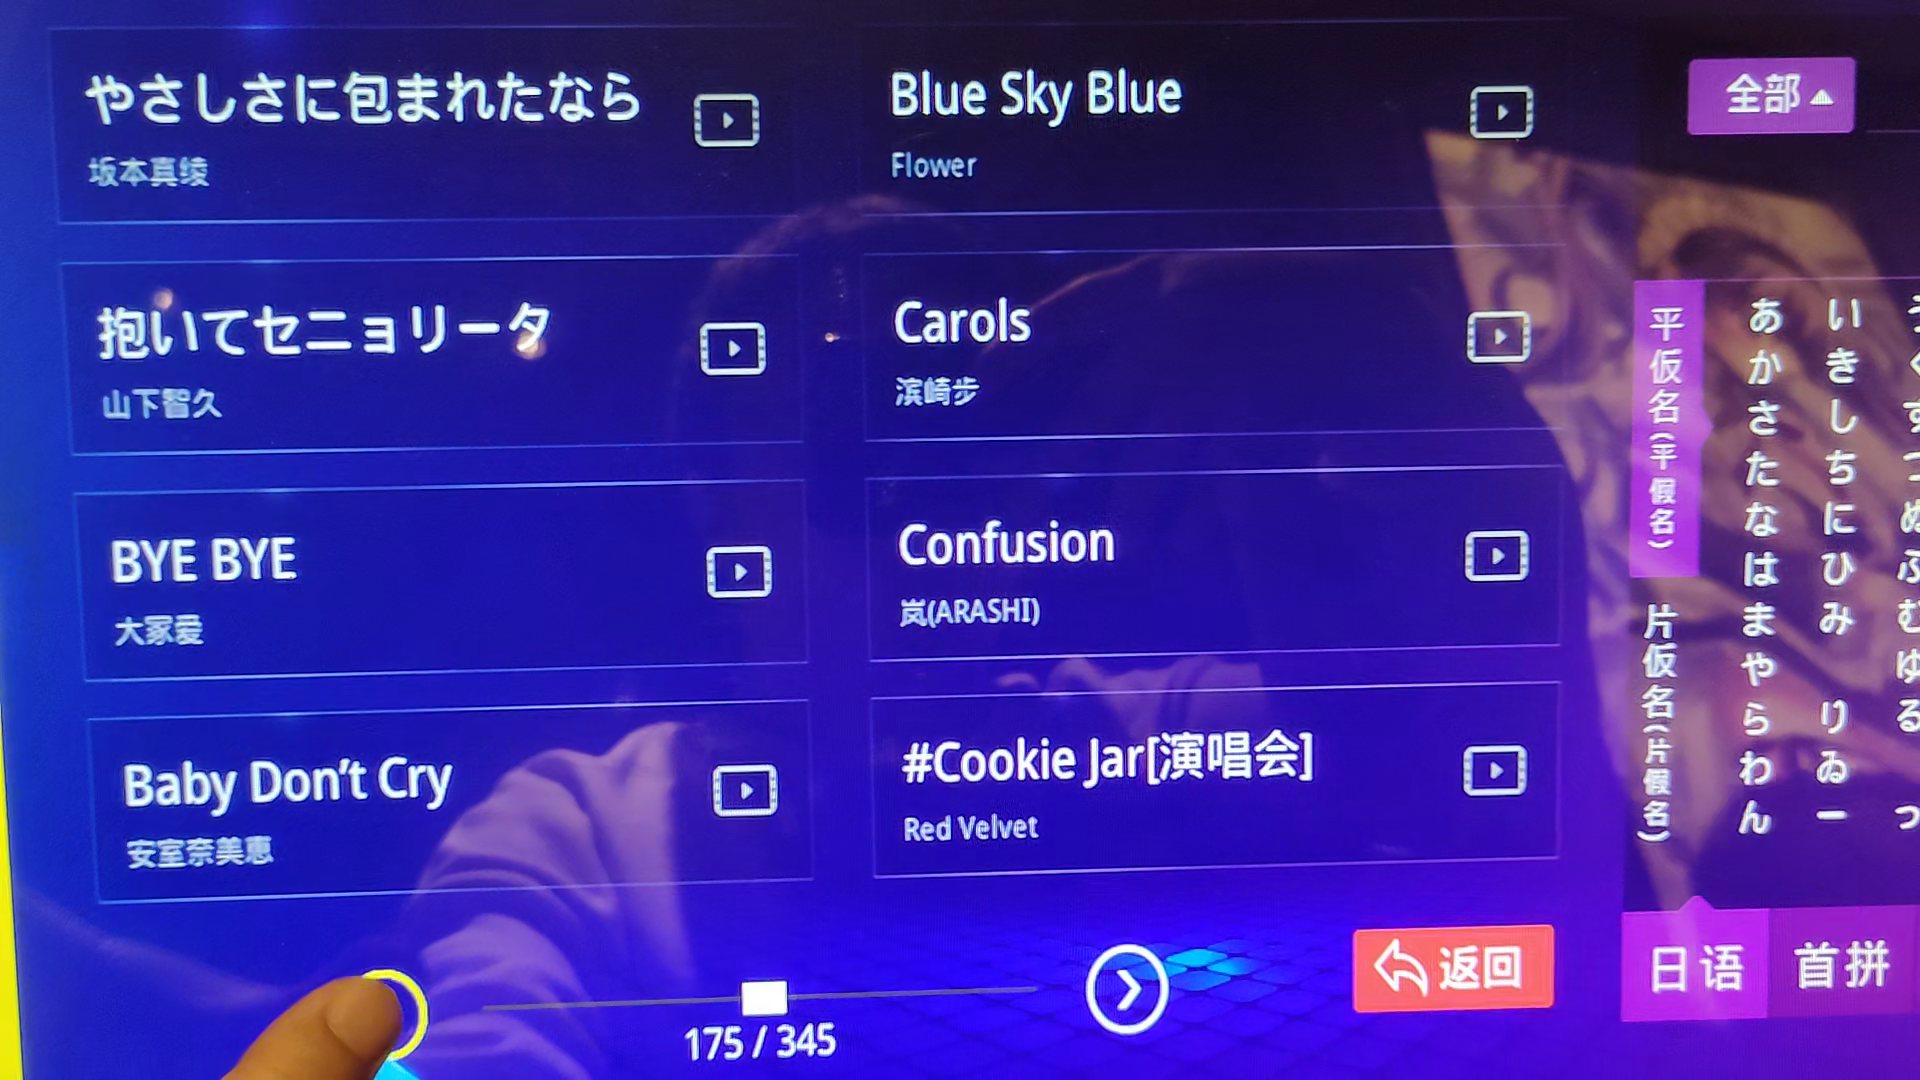 やさしさに包まれたなら
坂本真绫
Blue Sky Blue
Flower
抱いてセニョリータ
山下智久
Carols
滨崎步
BYE BYE
大冢爱
Confusion
岚(ARASHI)
Baby Don't Cry
安室奈美惠
#Cookie Jar[演唱会]
Red Velvet
175 / 345
返回
全部
平仮名(平假名)
片仮名(片假名)
あかさたなはまやらわん
いきしちにひみ りゐー
日语
首拼